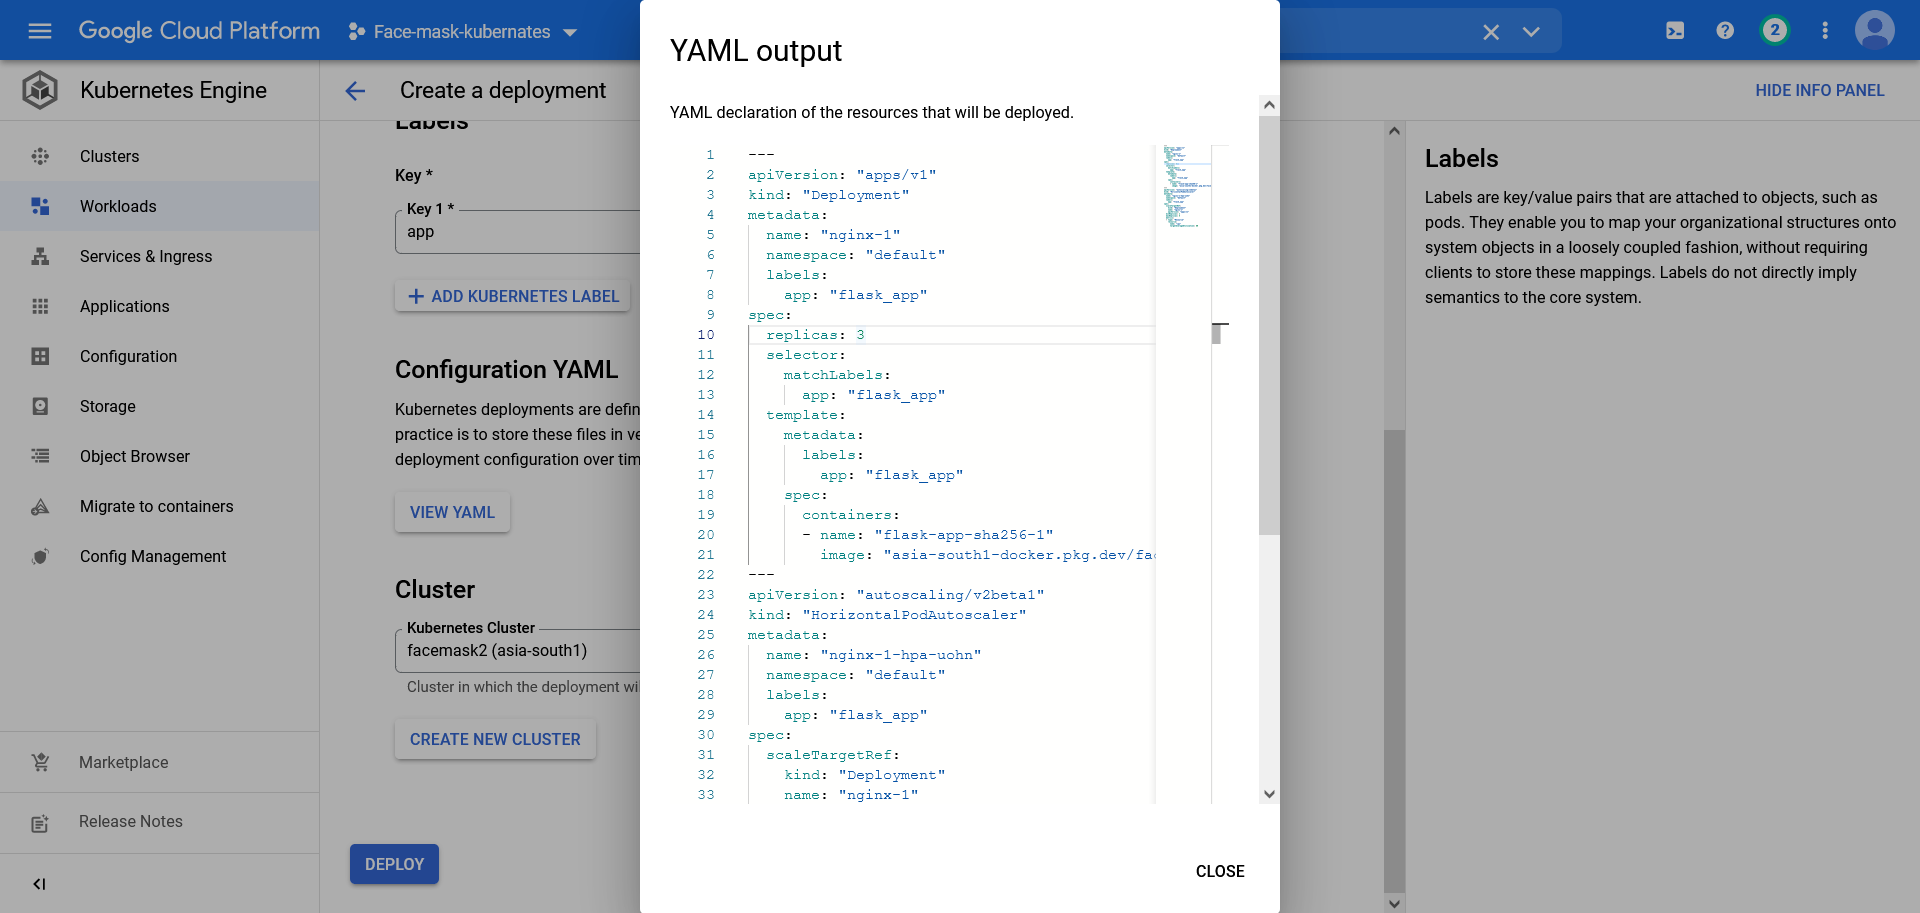 Google Cloud Platform
Face-mask-kubernates
2
Kubernetes Engine
Clusters
Workloads
Services & Ingress
Applications
Configuration
Storage
Object Browser
Migrate to containers
Config Management
Marketplace
Release Notes
Create a deployment
HIDE INFO PANEL
Labels
Key *
Key 1 *
app
ADD KUBERNETES LABEL
Configuration YAML
Kubernetes deployments are defin
practice is to store these files in ve
deployment configuration over tim
VIEW YAML
Cluster
Kubernetes Cluster
facemask2 (asia-south1)
Cluster in which the deployment wi
CREATE NEW CLUSTER
DEPLOY
YAML output
YAML declaration of the resources that will be deployed.
1 ---
2 apiVersion: "apps/v1"
3 kind: "Deployment"
4 metadata:
5 name: "nginx-1"
6 namespace: "default"
7 labels:
8 app: "flask_app"
9 spec:
10 replicas: 3
11 selector:
12 matchLabels:
13 app: "flask_app"
14 template:
15 metadata:
16 labels:
17 app: "flask_app"
18 spec:
19 containers:
20 - name: "flask-app-sha256-1"
21 image: "asia-south1-docker.pkg.dev/fac
22 ---
23 apiVersion: "autoscaling/v2beta1"
24 kind: "HorizontalPodAutoscaler"
25 metadata:
26 name: "nginx-1-hpa-uohn"
27 namespace: "default"
28 labels:
29 app: "flask_app"
30 spec:
31 scaleTargetRef:
32 kind: "Deployment"
33 name: "nginx-1"
CLOSE
Labels
Labels are key/value pairs that are attached to objects, such as
pods. They enable you to map your organizational structures onto
system objects in a loosely coupled fashion, without requiring
clients to store these mappings. Labels do not directly imply
semantics to the core system.